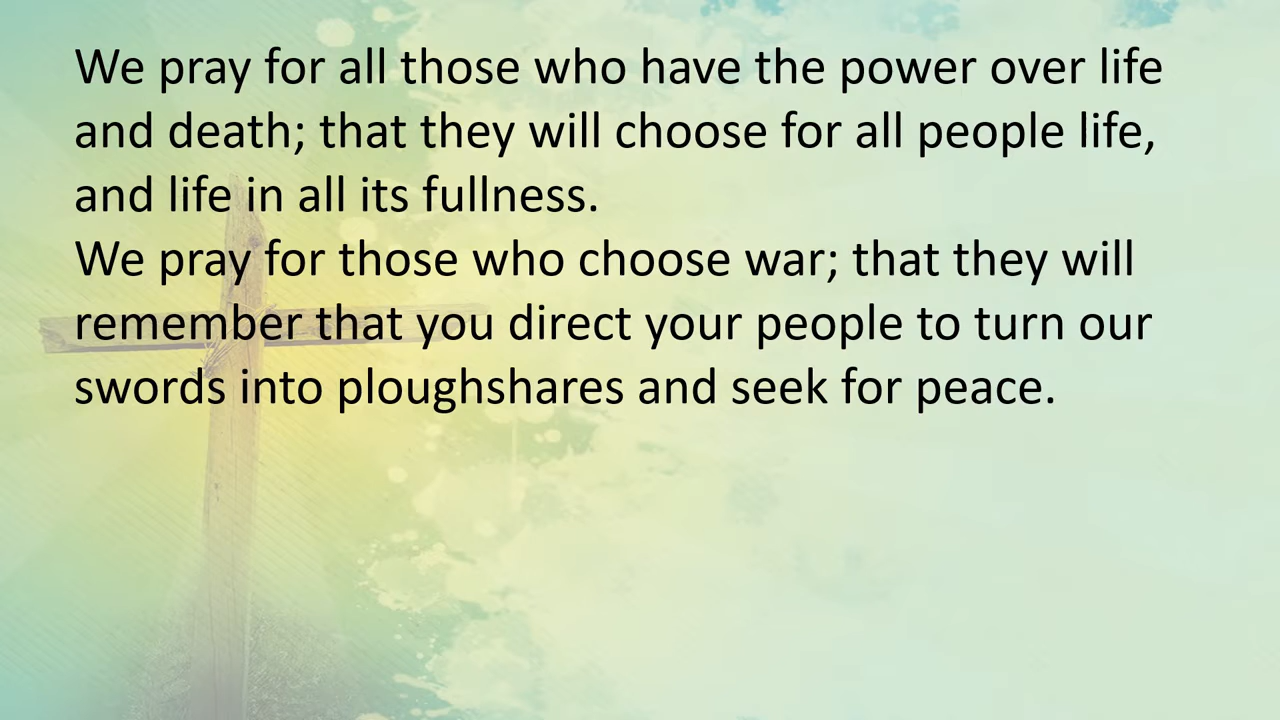 We pray for all those who have the power over life
and death; that they will choose for all people life,
and life in all its fullness.
We pray for those who choose war; that they will
remember that you direct your people to turn our
swords into ploughshares and seek for peace.